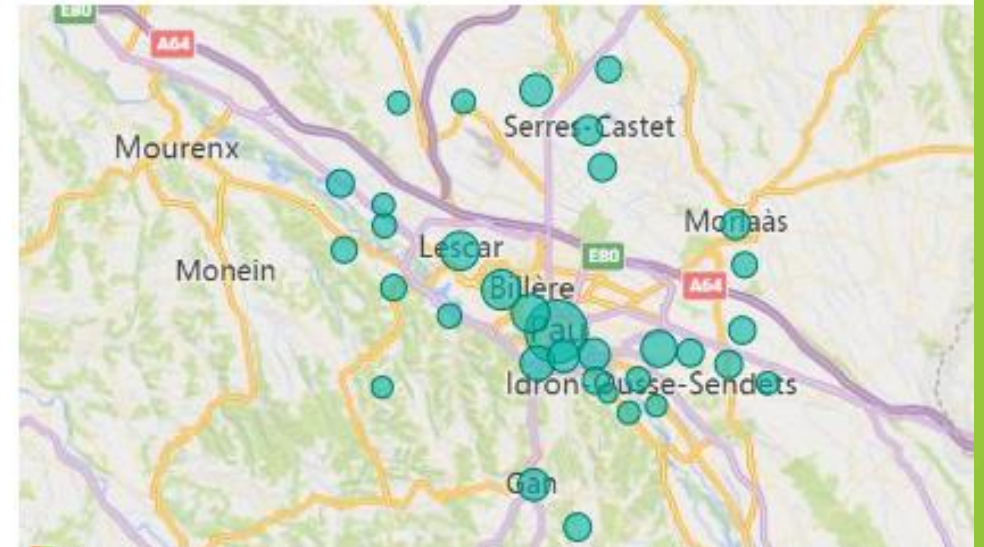 E80
A64
Serres-Castet
Mourenx
Morlaàs
Lescar
E80
Monein
A64
Billère
Pau
Idron-Ousse-Sendets
Gan